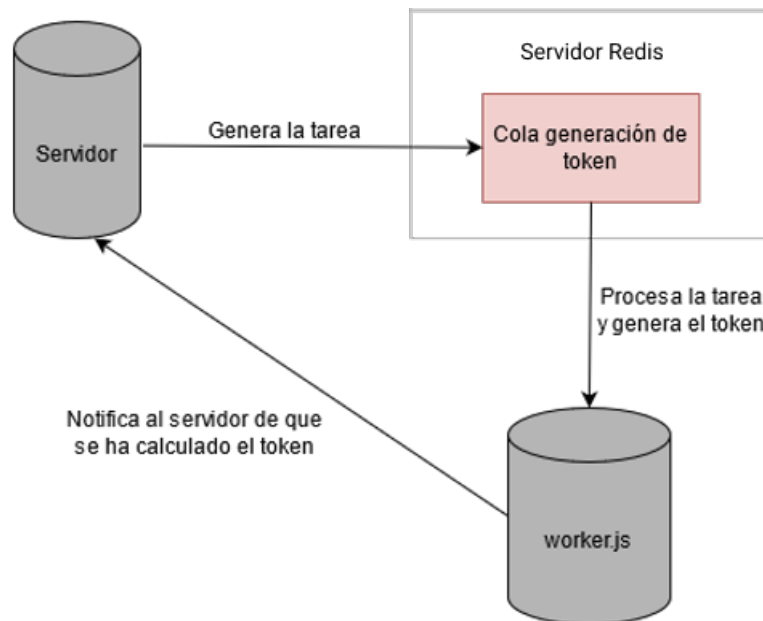 Servidor Redis
Genera la tarea
Cola generación de
token
Servidor
Procesa la tarea
y genera el token
Notifica al servidor de que
se ha calculado el token
worker.js